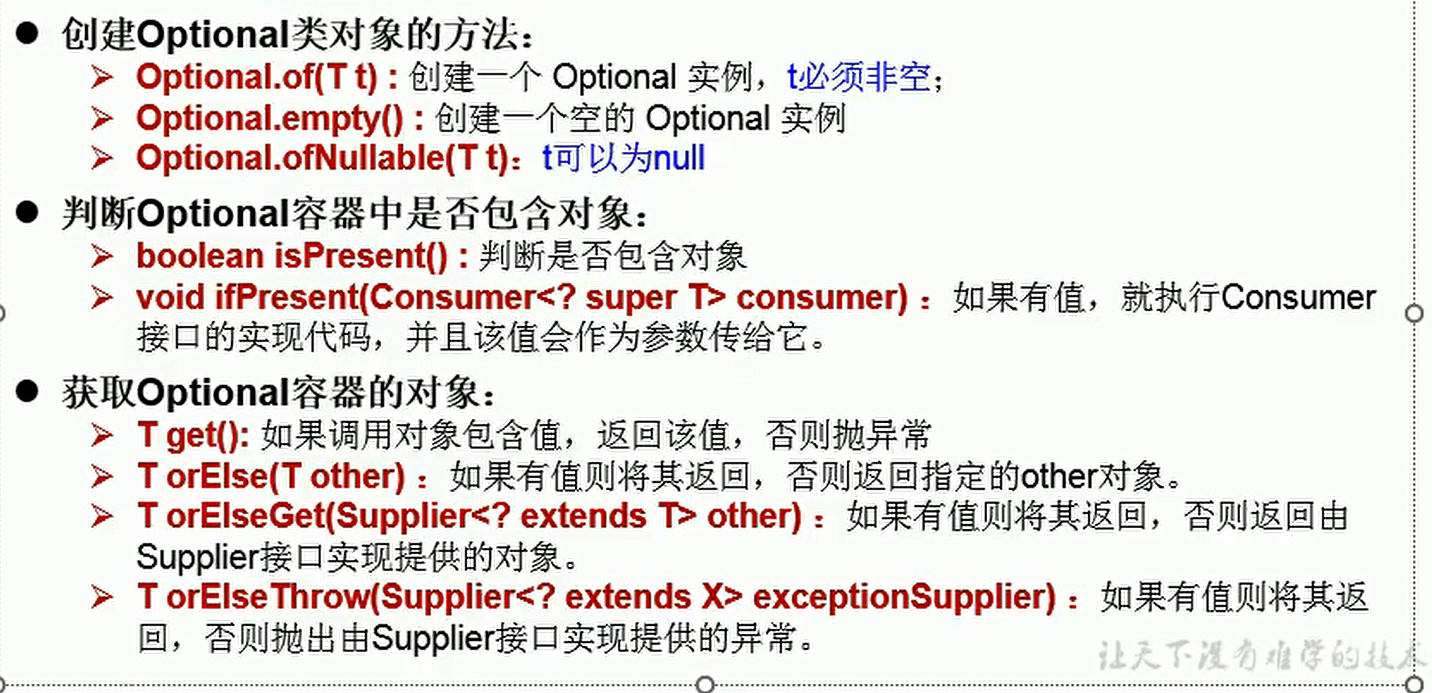 ● 创建Optional类对象的方法：
➢ Optional.of(T t) : 创建一个 Optional 实例，t必须非空；
➢ Optional.empty() : 创建一个空的 Optional 实例
➢ Optional.ofNullable(T t)：t可以为null
● 判断Optional容器中是否包含对象：
➢ boolean isPresent() : 判断是否包含对象
➢ void ifPresent(Consumer<? super T> consumer) ：如果有值，就执行Consumer
接口的实现代码，并且该值会作为参数传给它。
● 获取Optional容器的对象：
➢ T get(): 如果调用对象包含值，返回该值，否则抛异常
➢ T orElse(T other) ：如果有值则将其返回，否则返回指定的other对象。
➢ T orElseGet(Supplier<? extends T> other) ：如果有值则将其返回，否则返回由
Supplier接口实现提供的对象。
➢ T orElseThrow(Supplier<? extends X> exceptionSupplier) ：如果有值则将其返
回，否则抛出由Supplier接口实现提供的异常。
让天下没有难学的技术